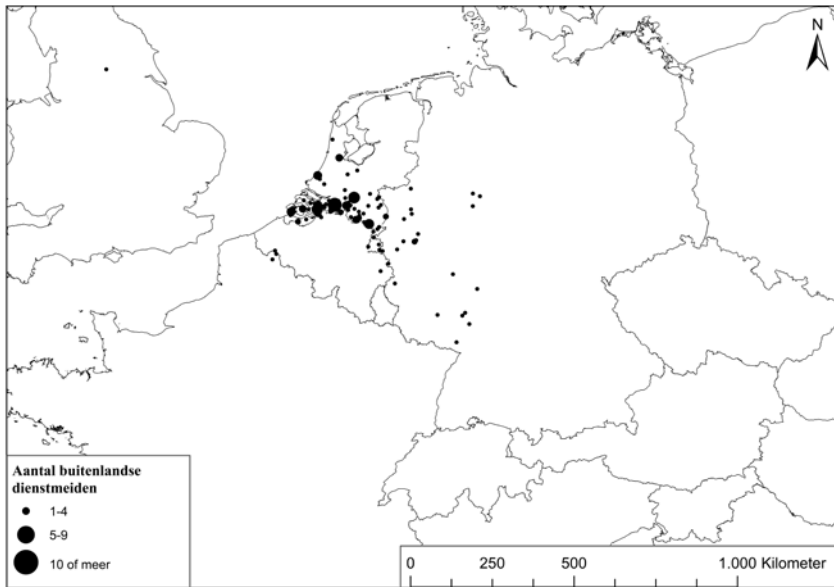 N
Aantal buitenlandse
dienstmeiden
1-4
5-9
10 of meer
0 250 500 1.000 Kilometer